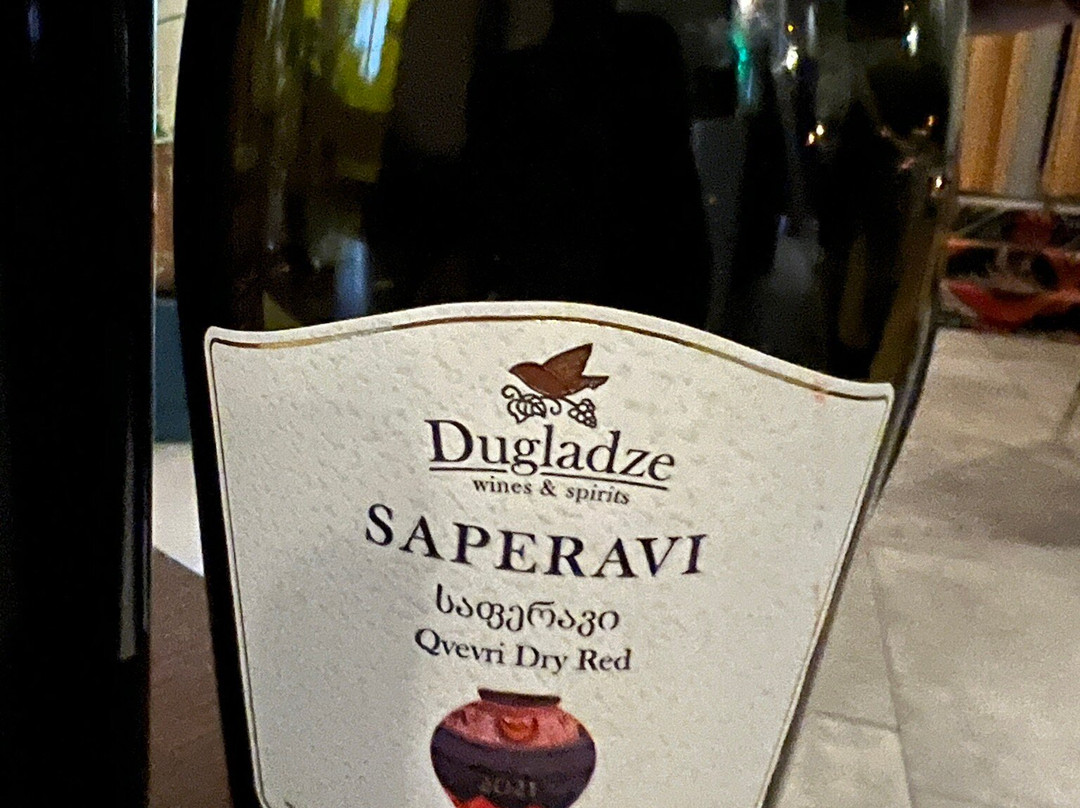 Dugladze
wines & spirits
SAPERAVI
საფერავი
Qvevri Dry Red
2021